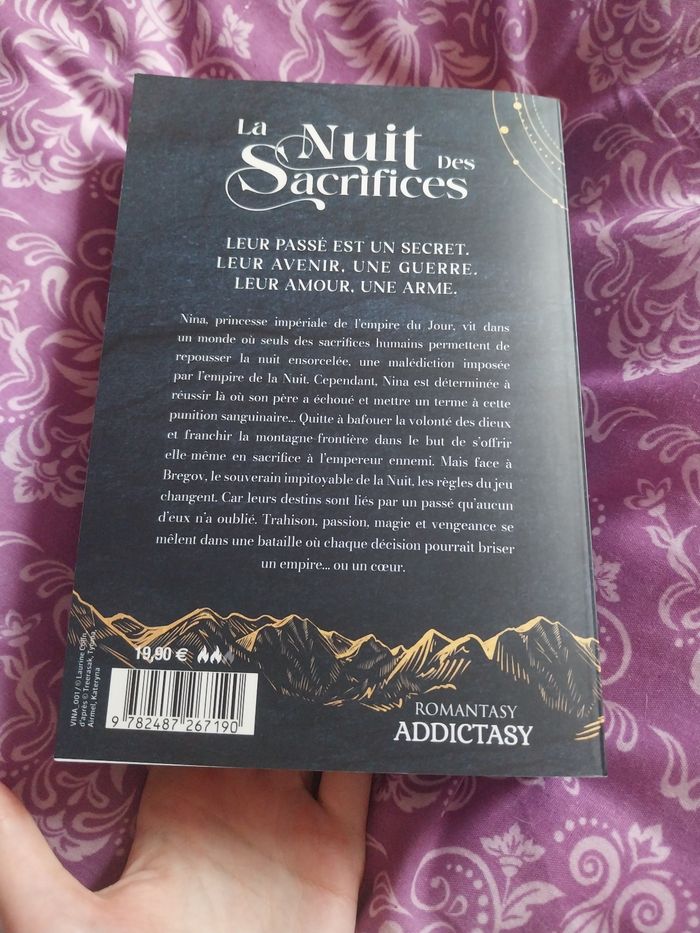 La Nuit Des
Sacrifices
LEUR PASSÉ EST UN SECRET.
LEUR AVENIR, UNE GUERRE.
LEUR AMOUR, UNE ARME.
Nina, princesse impériale de l'empire du Jour, vit dans
un monde où seuls des sacrifices humains permettent de
repousser la nuit ensorcelée, une malédiction imposée
par l'empire de la Nuit. Cependant, Nina est déterminée à
réussir là où son père a échoué et mettre un terme à cette
punition sanguinaire... Quitte à bafouer la volonté des dieux
et franchir la montagne-frontière dans le but de s'offrir
elle-même en sacrifice à l'empereur ennemi. Mais face à
Bregov, le souverain impitoyable de la Nuit, les règles du jeu
changent. Car leurs destins sont liés par un passé qu'aucun
d'eux n'a oublié. Trahison, passion, magie et vengeance se
mêlent dans une bataille où chaque décision pourrait briser
un empire... ou un cœur.
19,90 €
VINA_001 / © Laurine
d'après © Treerasak,
Airmel, Kateryna
9 782487 267190
ROMANTASY
ADDICTASY